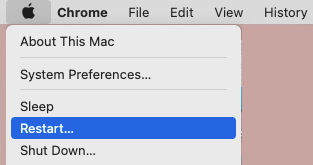 Chrome File Edit View History
About This Mac
System Preferences...
Sleep
Restart...
Shut Down...